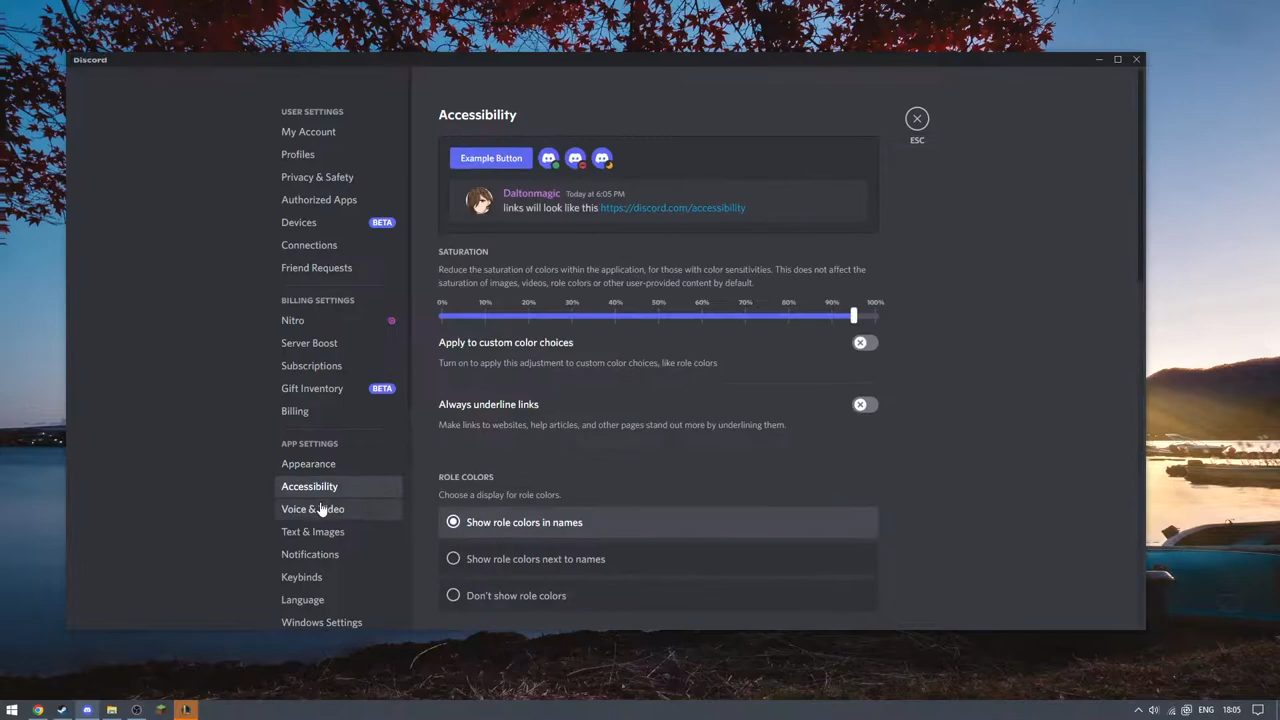 Discord
USER SETTINGS
My Account
Profiles
Privacy & Safety
Authorized Apps
Devices BETA
Connections
Friend Requests
BILLING SETTINGS
Nitro
Server Boost
Subscriptions
Gift Inventory BETA
Billing
APP SETTINGS
Appearance
Accessibility
Voice & Video
Text & Images
Notifications
Keybinds
Language
Windows Settings
Accessibility
ESC
Example Button
Daltonmagic Today at 6:05 PM
links will look like this https://discord.com/accessibility
SATURATION
Reduce the saturation of colors within the application, for those with color sensitivities. This does not affect the
saturation of images, videos, role colors or other user-provided content by default.
0% 10% 20% 30% 40% 50% 60% 70% 80% 90% 100%
Apply to custom color choices
Turn on to apply this adjustment to custom color choices, like role colors
Always underline links
Make links to websites, help articles, and other pages stand out more by underlining them.
ROLE COLORS
Choose a display for role colors.
Show role colors in names
Show role colors next to names
Don't show role colors
ENG 18:05